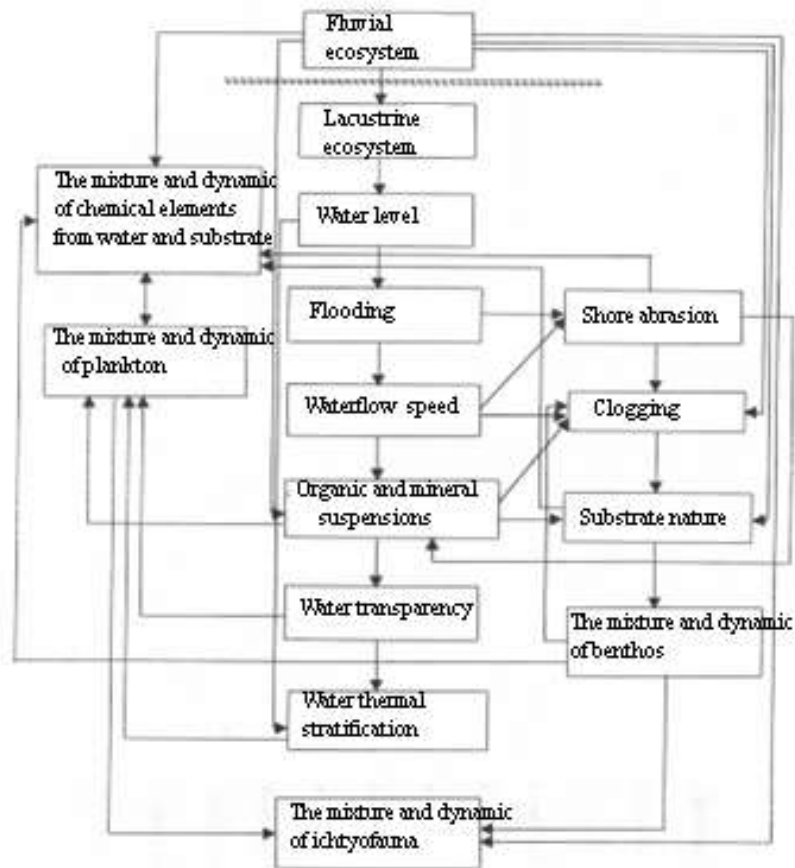 Fluvial
ecosystem
Lacustrine
ecosystem
The mixture and dynamic
of chemical elements
from water and substrate
Water level
Flooding
Shore abrasion
The mixture and dynamic
of plankton
Waterflow speed
Clogging
Organic and mineral
suspensions
Substrate nature
Water transparency
The mixture and dynamic
of benthos
Water thermal
stratification
The mixture and dynamic
of ichtyofauna